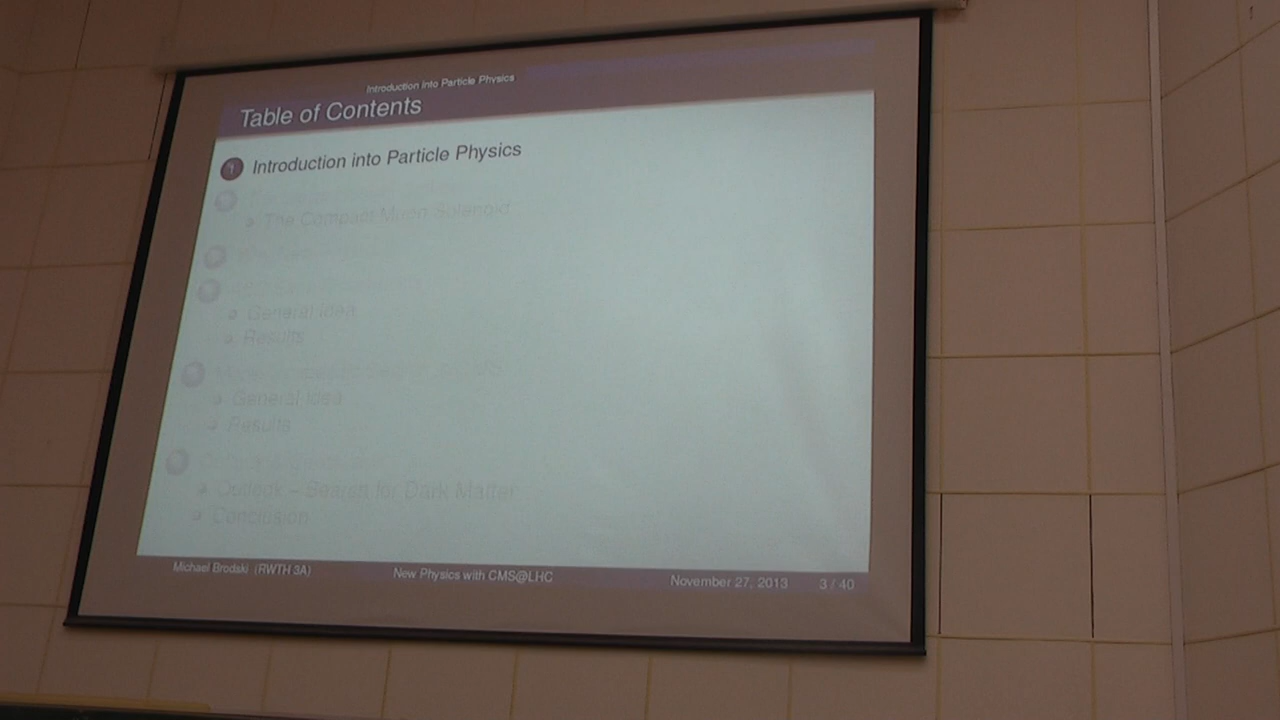 Introduction into Particle Physics
Table of Contents
1 Introduction into Particle Physics
The Compact Muon Solenoid
General Idea
Results
General Idea
Results
Outlook – Search for Dark Matter
Conclusion
Michael Brodski (RWTH 3A) New Physics with CMS@LHC November 27, 2013 3 / 40